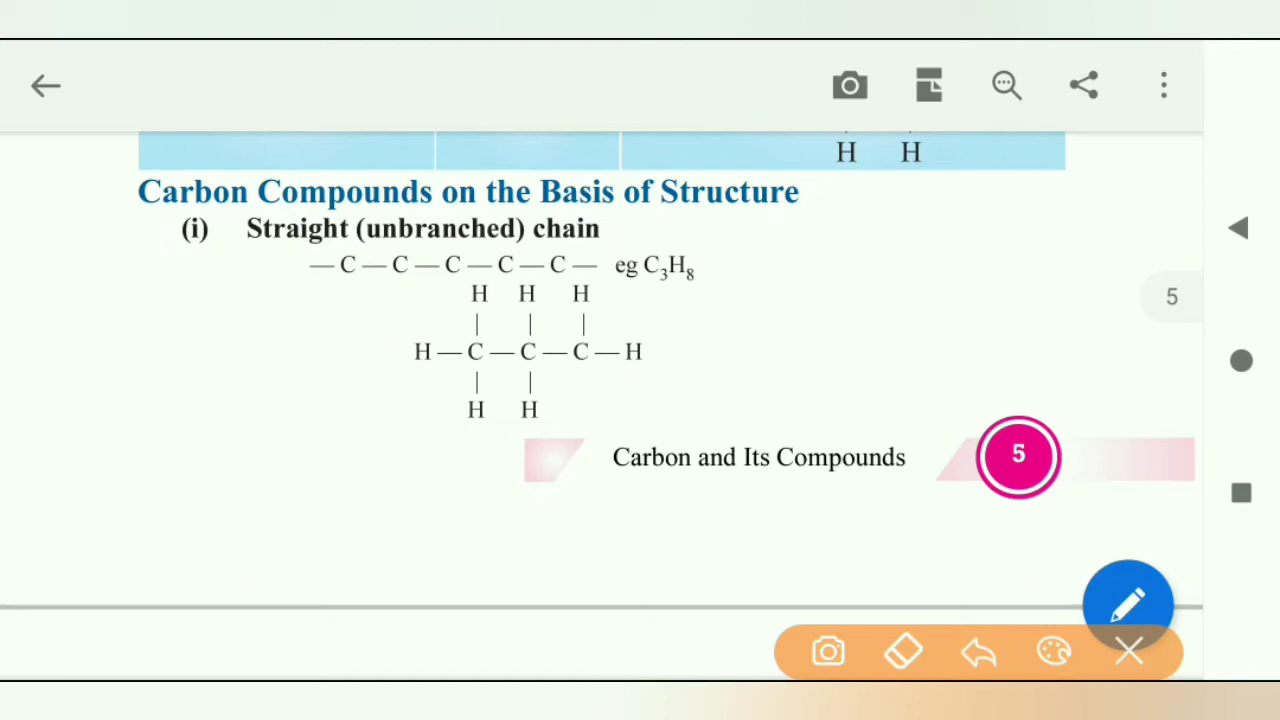 H H
Carbon Compounds on the Basis of Structure
(i) Straight (unbranched) chain
— C — C — C — C — C — eg C₃H₈
H H H
| | |
H — C — C — C — H
| |
H H
Carbon and Its Compounds 5
5